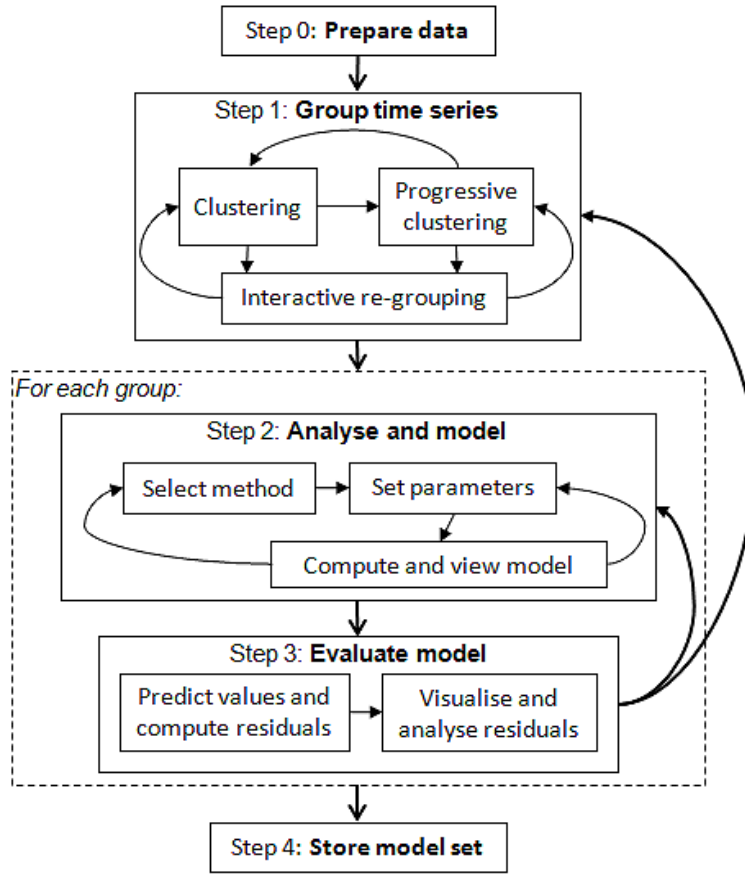 Step 0: Prepare data
Step 1: Group time series
Clustering
Progressive
clustering
Interactive re-grouping
For each group:
Step 2: Analyse and model
Select method
Set parameters
Compute and view model
Step 3: Evaluate model
Predict values and
compute residuals
Visualise and
analyse residuals
Step 4: Store model set